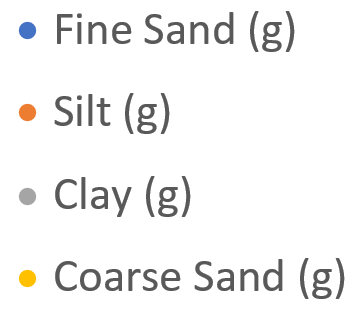 Fine Sand (g)
Silt (g)
Clay (g)
Coarse Sand (g)